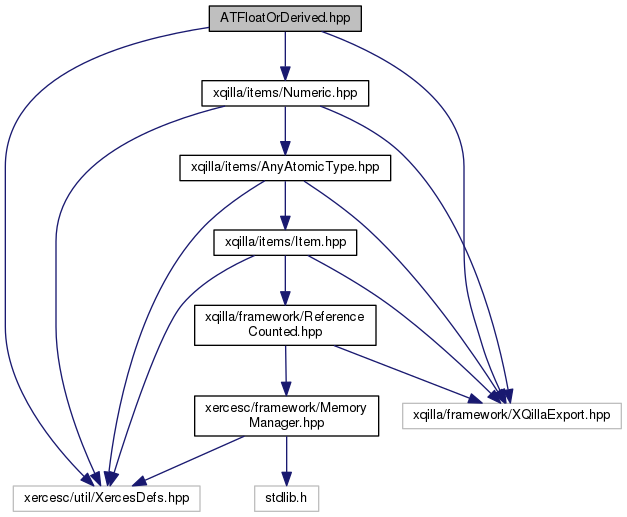 ATFloatOrDerived.hpp
xqilla/items/Numeric.hpp
xqilla/items/AnyAtomicType.hpp
xqilla/items/Item.hpp
xqilla/framework/Reference
Counted.hpp
xercesc/framework/Memory
Manager.hpp
xqilla/framework/XQillaExport.hpp
xercesc/util/XercesDefs.hpp
stdlib.h